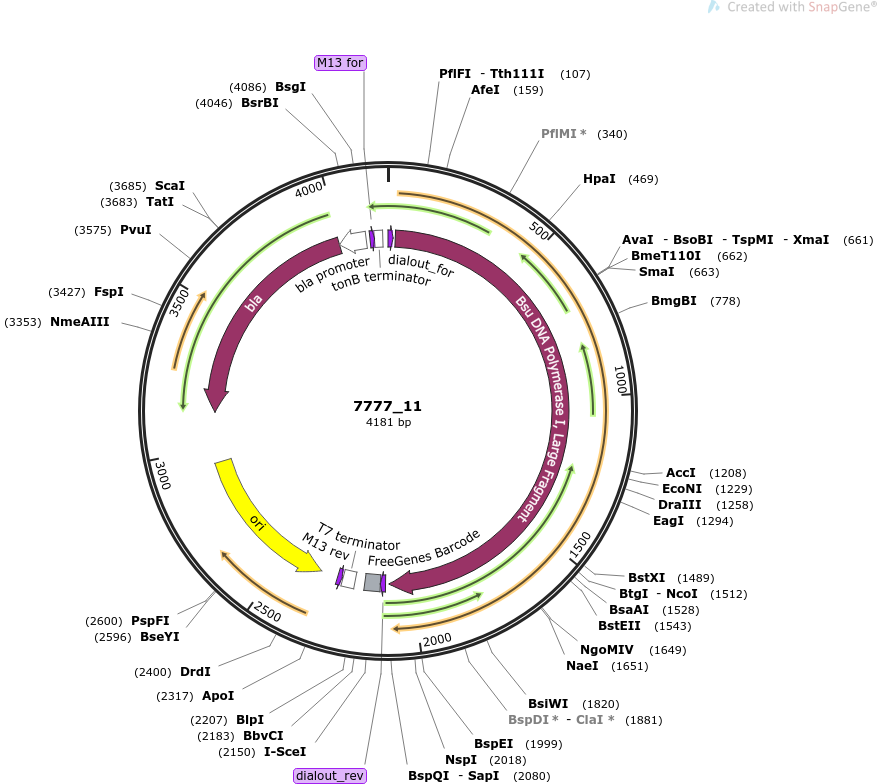 Created with SnapGene®
M13 for
(4086) BsgI
(4046) BsrBI
PflFI - Tth111I (107)
AfeI (159)
PflMI * (340)
HpaI (469)
(3685) ScaI
(3683) TatI
(3575) PvuI
(3427) FspI
(3353) NmeAIII
AvaI - BsoBI - TspMI - XmaI (661)
BmeT110I (662)
SmaI (663)
BmgBI (778)
4000
500
3500
1000
3000
1500
2500
2000
bla
bla promoter
tonB terminator
dialout_for
Bsu DNA Polymerase I, Large Fragment
7777_11
4181 bp
ori
T7 terminator
M13 rev
FreeGenes Barcode
AccI (1208)
EcoNI (1229)
DraIII (1258)
EagI (1294)
BstXI (1489)
BtgI - NcoI (1512)
BsaAI (1528)
BstEII (1543)
NgoMIV (1649)
NaeI (1651)
(2600) PspFI
(2596) BseYI
(2400) DrdI
(2317) ApoI
(2207) BlpI
(2183) BbvCI
(2150) I-SceI
dialout_rev
BsiWI (1820)
BspDI * - ClaI * (1881)
BspEI (1999)
NspI (2018)
BspQI - SapI (2080)